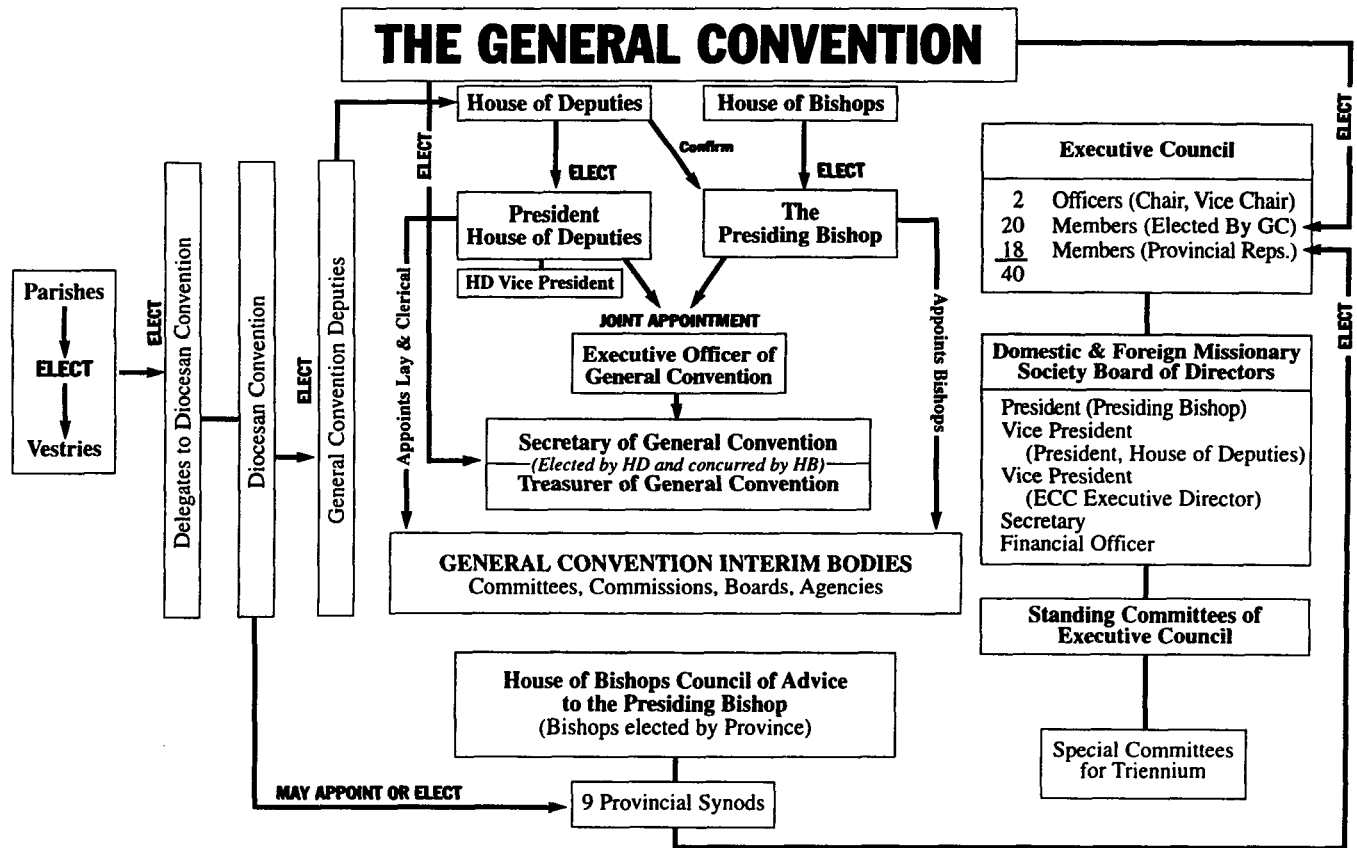 THE GENERAL CONVENTION
House of Deputies
House of Bishops
Confirm
ELECT
ELECT
ELECT
President
House of Deputies
The
Presiding Bishop
HD Vice President
JOINT APPOINTMENT
Executive Officer of
General Convention
Secretary of General Convention
(Elected by HD and concurred by HB)
Treasurer of General Convention
Appoints Lay & Clerical
Appoints Bishops
GENERAL CONVENTION INTERIM BODIES
Committees, Commissions, Boards, Agencies
Parishes
ELECT
Vestries
ELECT
Delegates to Diocesan Convention
Diocesan Convention
ELECT
General Convention Deputies
House of Bishops Council of Advice
to the Presiding Bishop
(Bishops elected by Province)
MAY APPOINT OR ELECT
9 Provincial Synods
ELECT
ELECT
Executive Council
2 Officers (Chair, Vice Chair)
20 Members (Elected By GC)
18 Members (Provincial Reps.)
40
Domestic & Foreign Missionary
Society Board of Directors
President (Presiding Bishop)
Vice President
(President, House of Deputies)
Vice President
(ECC Executive Director)
Secretary
Financial Officer
Standing Committees of
Executive Council
Special Committees
for Triennium